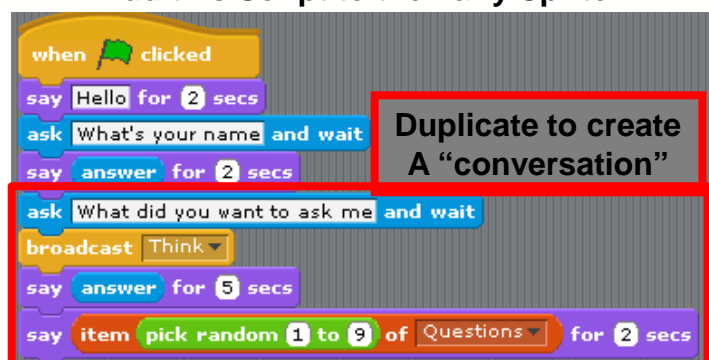 when clicked
say Hello for 2 secs
ask What's your name and wait
say answer for 2 secs
Duplicate to create
A “conversation”
ask What did you want to ask me and wait
broadcast Think
say answer for 5 secs
say item pick random 1 to 9 of Questions for 2 secs